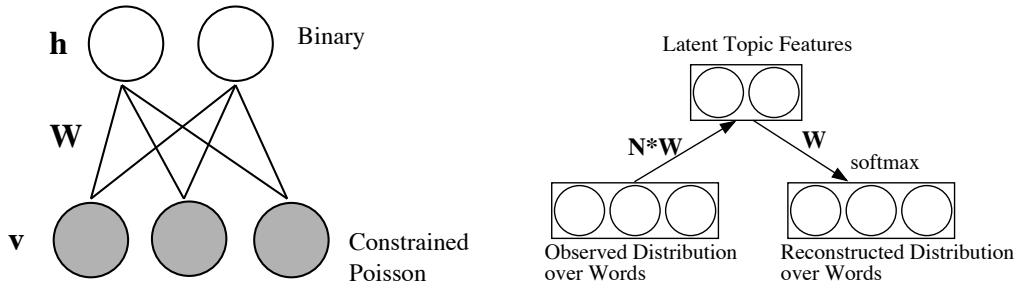 h
Binary
W
v
Constrained
Poisson
Latent Topic Features
N*W
W
softmax
Observed Distribution
over Words
Reconstructed Distribution
over Words